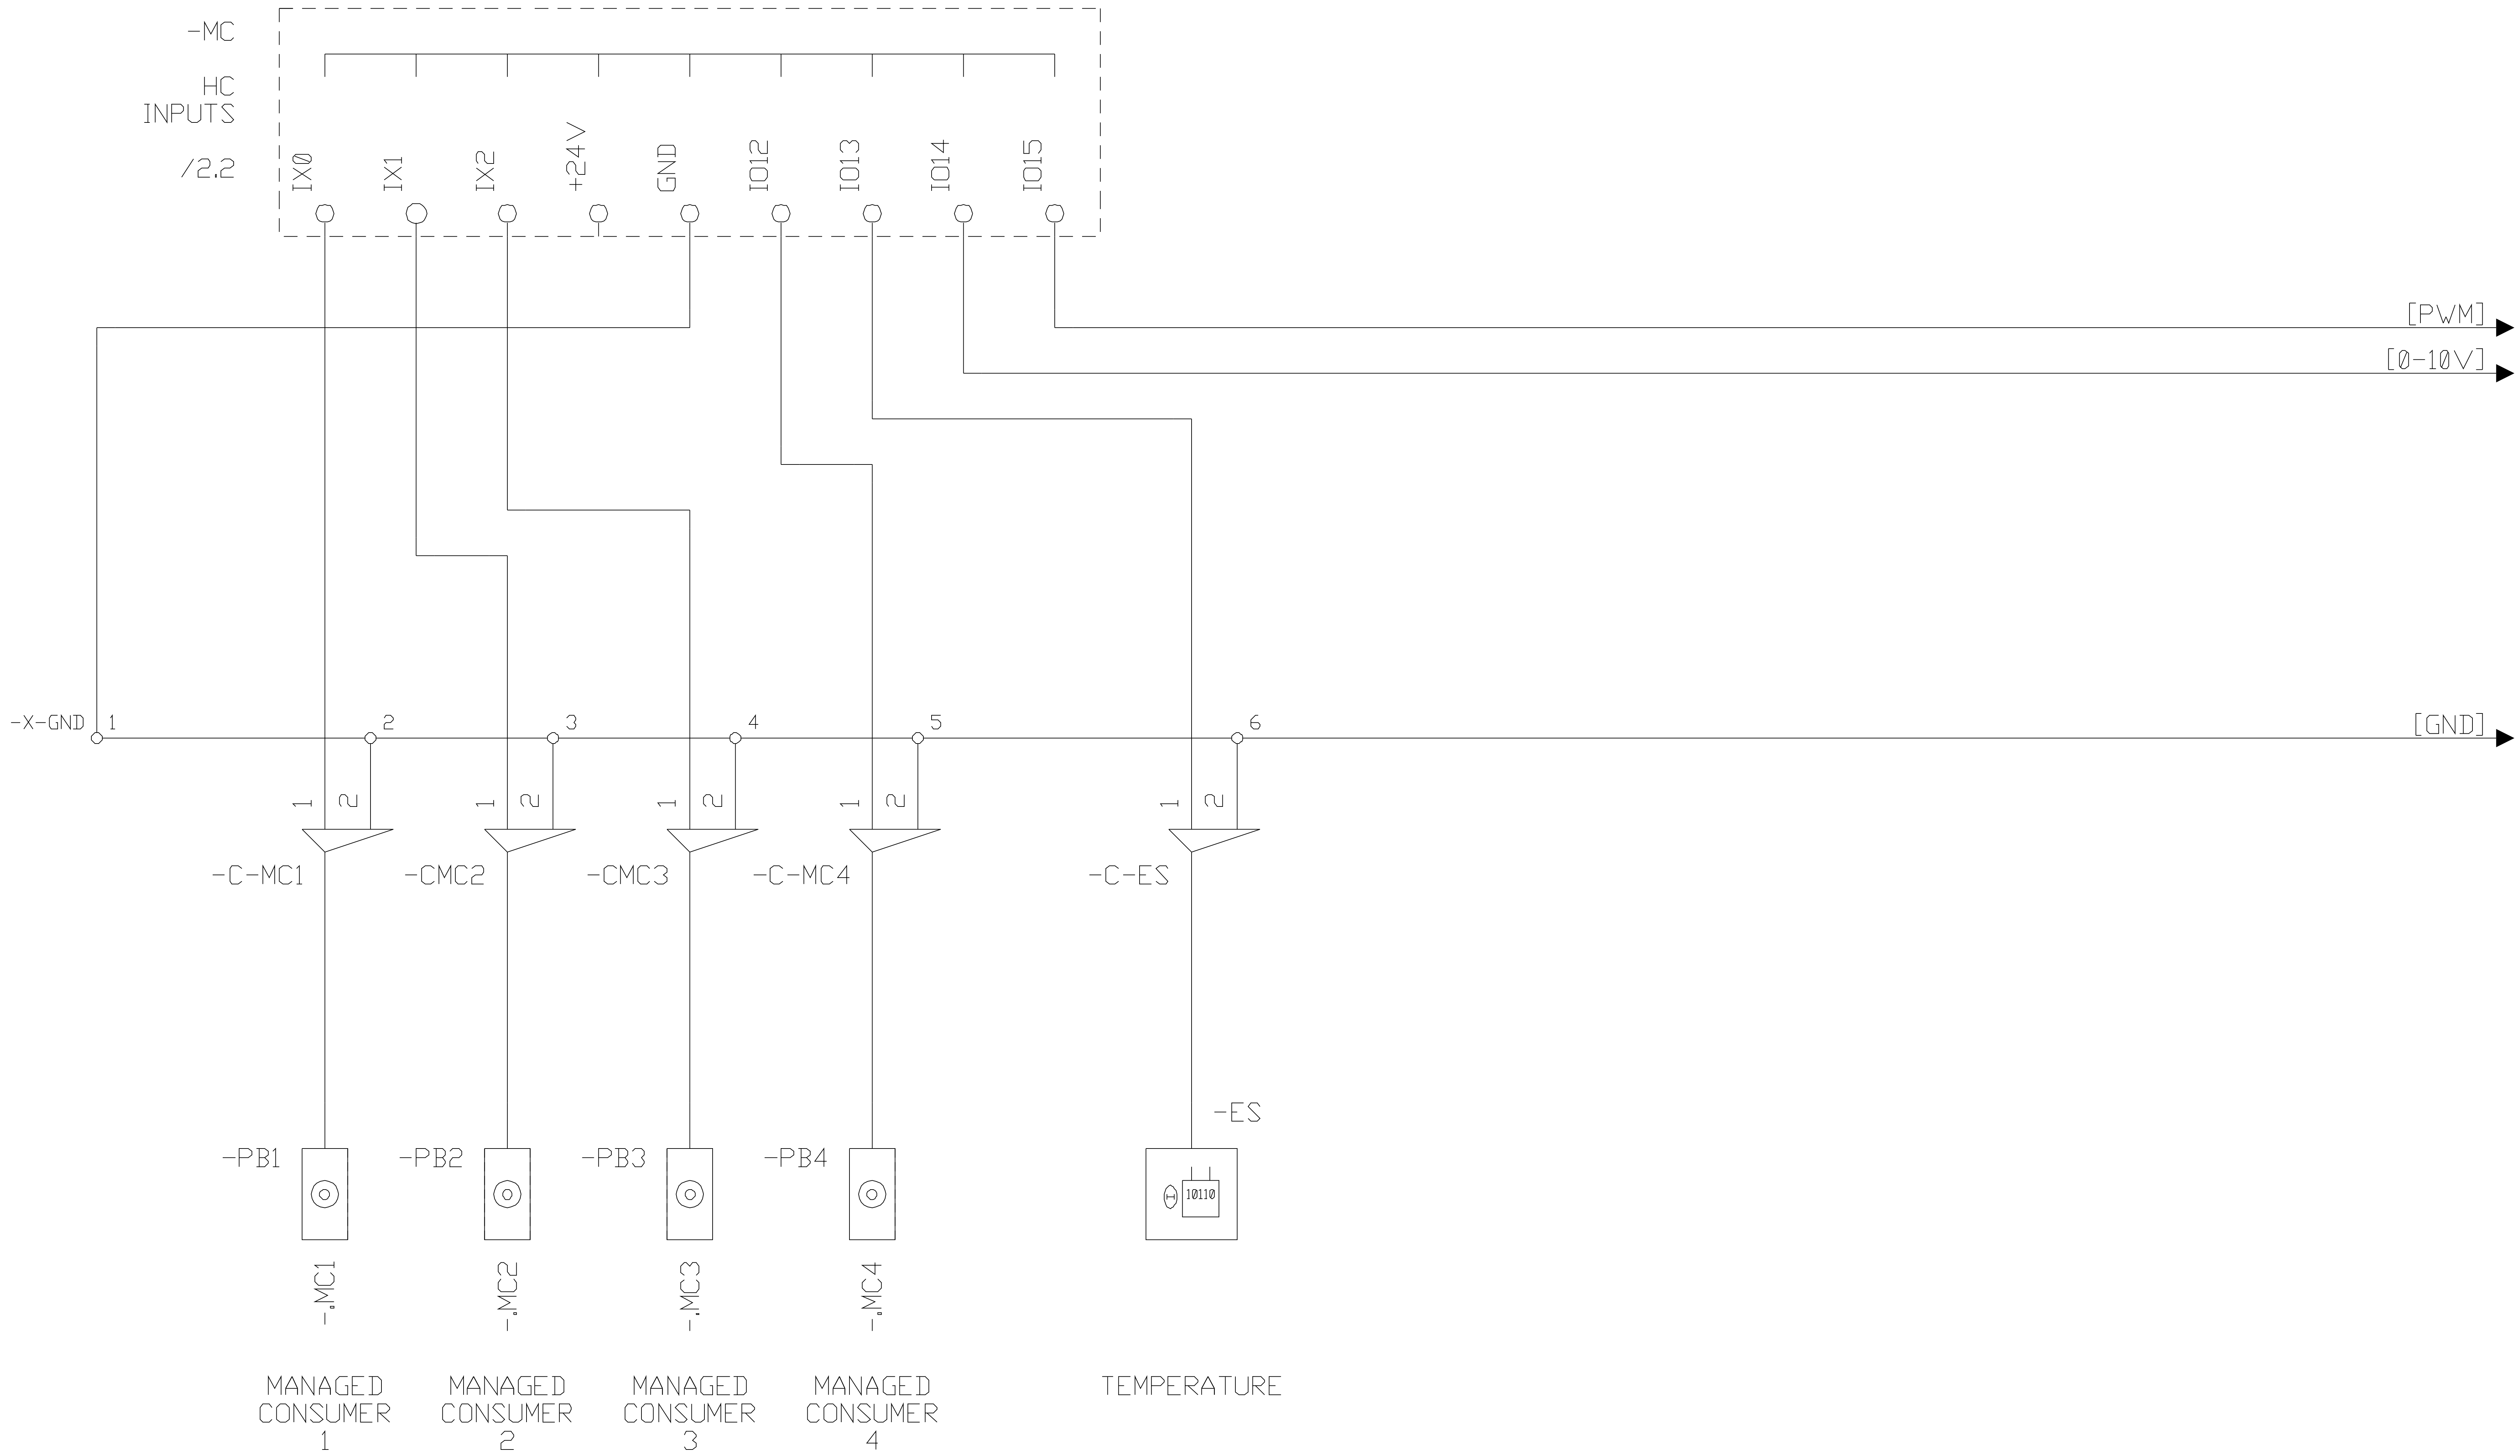 -MC
HC
INPUTS
/2.2
IX0
IX1
IX2
+24V
GND
IO12
IO13
IO14
IO15
[PWM]
[0-10V]
-X-GND 1 2 3 4 5 6 [GND]
1 2 1 2 1 2 1 2 1 2
-C-MC1 -CMC2 -CMC3 -C-MC4 -C-ES
-ES
-PB1 -PB2 -PB3 -PB4
10110
-.MC1
-.MC2
-.MC3
-.MC4
MANAGED
CONSUMER
1
MANAGED
CONSUMER
2
MANAGED
CONSUMER
3
MANAGED
CONSUMER
4
TEMPERATURE